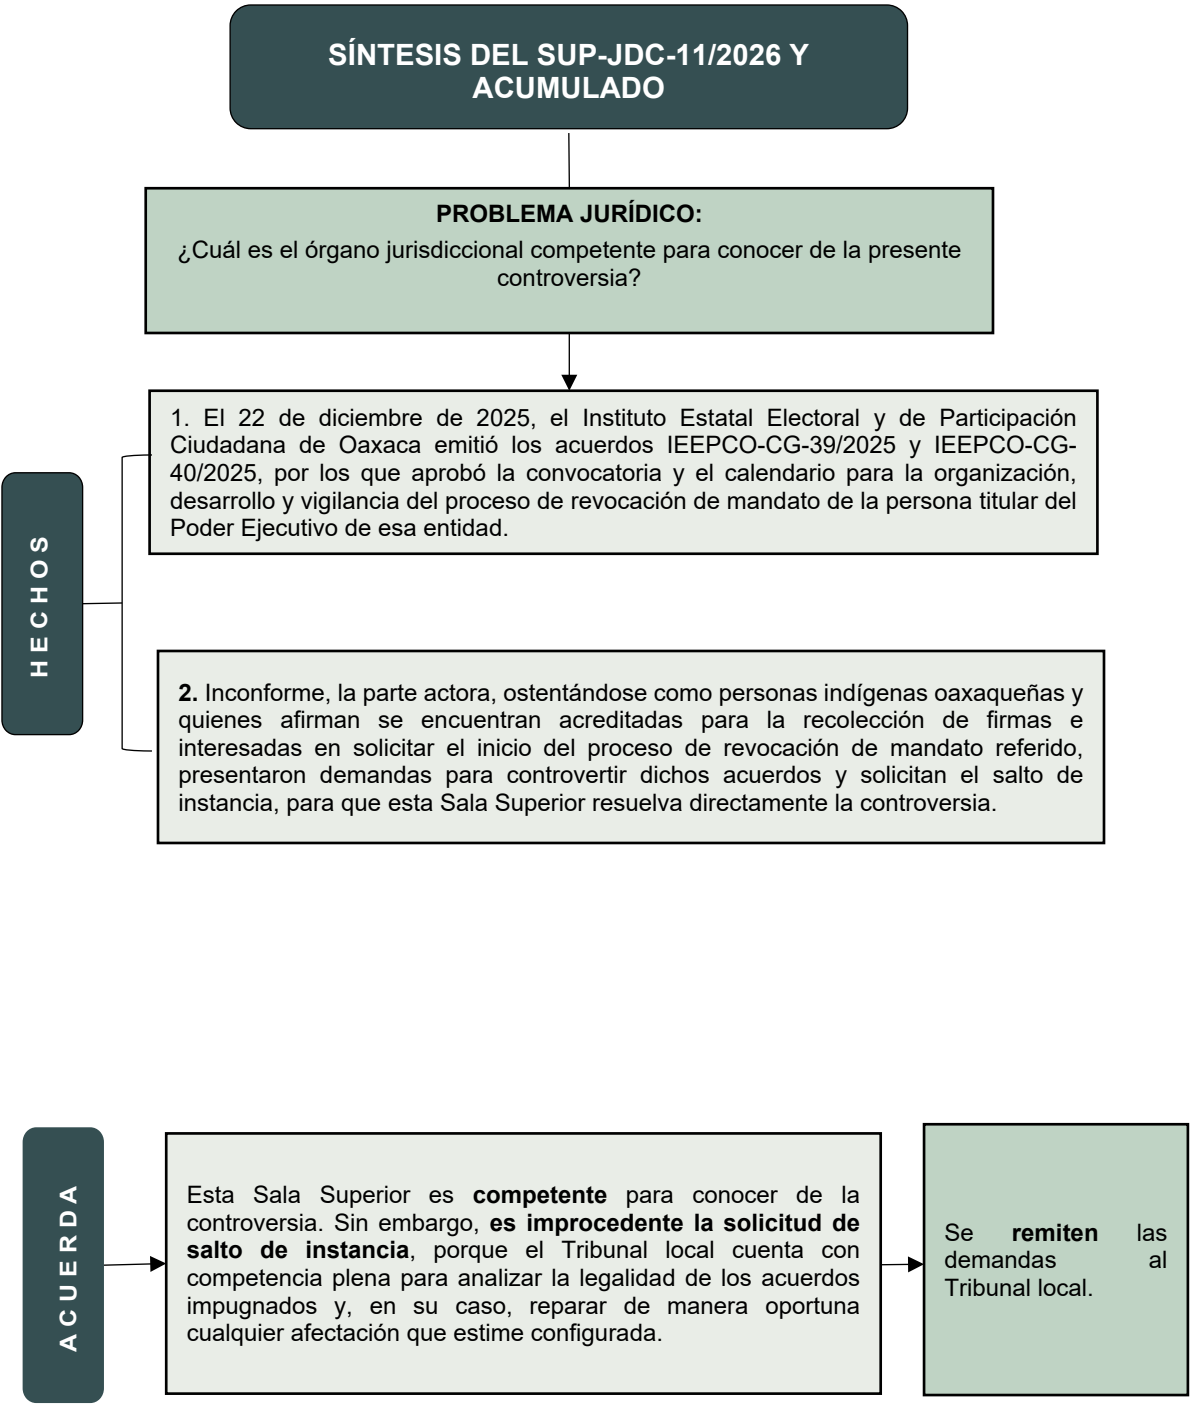 SÍNTESIS DEL SUP-JDC-11/2026 Y
ACUMULADO
PROBLEMA JURÍDICO:
¿Cuál es el órgano jurisdiccional competente para conocer de la presente
controversia?
HECHOS
1. El 22 de diciembre de 2025, el Instituto Estatal Electoral y de Participación
Ciudadana de Oaxaca emitió los acuerdos IEEPCO-CG-39/2025 y IEEPCO-CG-
40/2025, por los que aprobó la convocatoria y el calendario para la organización,
desarrollo y vigilancia del proceso de revocación de mandato de la persona titular del
Poder Ejecutivo de esa entidad.
2. Inconforme, la parte actora, ostentándose como personas indígenas oaxaqueñas y
quienes afirman se encuentran acreditadas para la recolección de firmas e
interesadas en solicitar el inicio del proceso de revocación de mandato referido,
presentaron demandas para controvertir dichos acuerdos y solicitan el salto de
instancia, para que esta Sala Superior resuelva directamente la controversia.
ACUERDA
Esta Sala Superior es competente para conocer de la
controversia. Sin embargo, es improcedente la solicitud de
salto de instancia, porque el Tribunal local cuenta con
competencia plena para analizar la legalidad de los acuerdos
impugnados y, en su caso, reparar de manera oportuna
cualquier afectación que estime configurada.
Se remiten las
demandas al
Tribunal local.